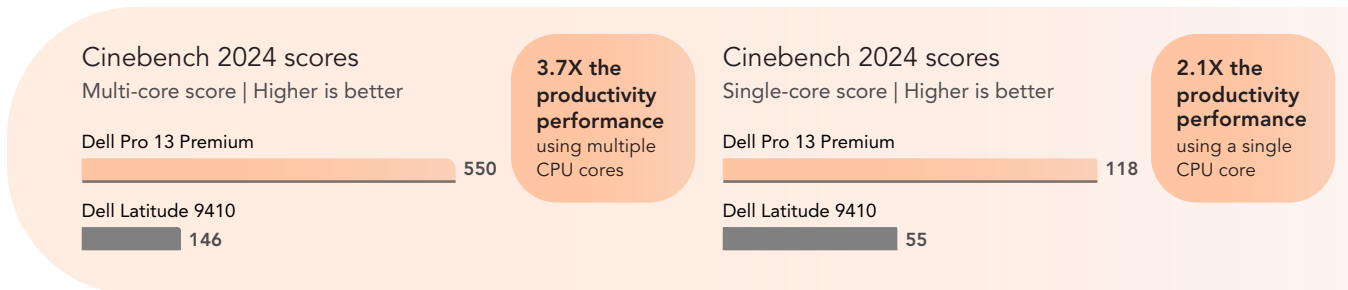 Cinebench 2024 scores
Multi-core score | Higher is better
Dell Pro 13 Premium
550
Dell Latitude 9410
146
3.7X the
productivity
performance
using multiple
CPU cores
Cinebench 2024 scores
Single-core score | Higher is better
Dell Pro 13 Premium
118
Dell Latitude 9410
55
2.1X the
productivity
performance
using a single
CPU core